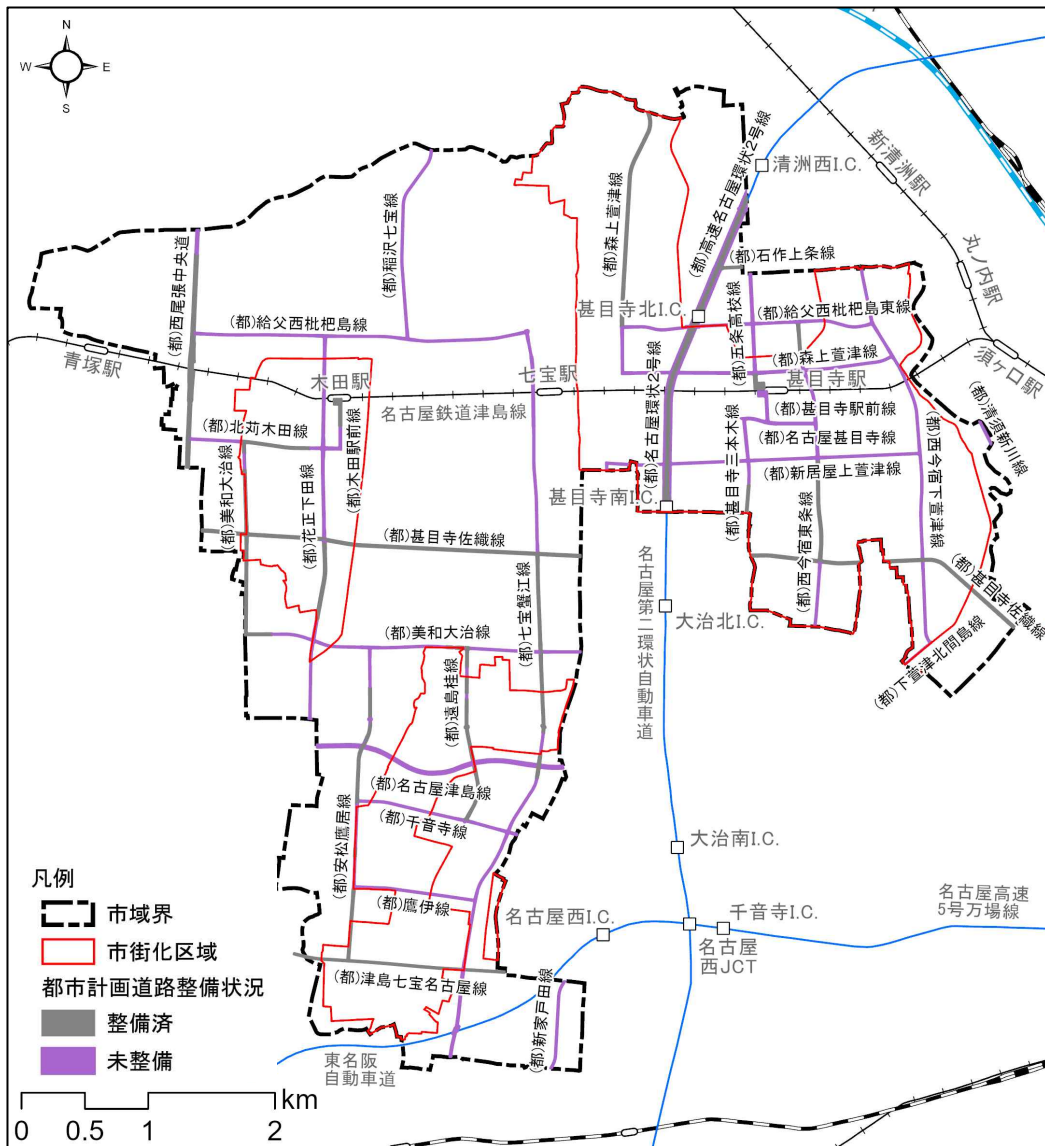 N
W
E
S
清洲西I.C.
新清洲駅
丸ノ内駅
須ヶ口駅
(都)高速名古屋環状2号線
(都)森上萱津線
(都)稲沢七宝線
(都)西尾張中央道
(都)石作上条線
甚目寺北I.C.
(都)五条高校線
(都)給父西枇杷島東線
(都)給父西枇杷島線
(都)森上萱津線
青塚駅
木田駅
七宝駅
甚目寺駅
名古屋鉄道津島線
(都)名古屋環状2号線
(都)甚目寺駅前線
(都)北苅木田線
(都)木田駅前線
(都)名古屋甚目寺線
(都)甚目寺三本木線
(都)新居屋上萱津線
(都)西今宿下萱津線
(都)清須新川線
甚目寺南I.C.
(都)美和大治線
(都)花正下田線
(都)甚目寺佐織線
(都)七宝蟹江線
(都)西今宿東条線
(都)甚目寺佐織線
(都)下萱津北間島線
名古屋第二環状自動車道
大治北I.C.
(都)美和大治線
(都)遠島桂線
(都)名古屋津島線
(都)千音寺線
(都)安松鷹居線
(都)鷹伊線
大治南I.C.
名古屋西I.C.
千音寺I.C.
名古屋
西JCT
名古屋高速
5号万場線
(都)津島七宝名古屋線
(都)新家戸田線
東名阪
自動車道
凡例
市域界
市街化区域
都市計画道路整備状況
整備済
未整備
km
0 0.5 1 2